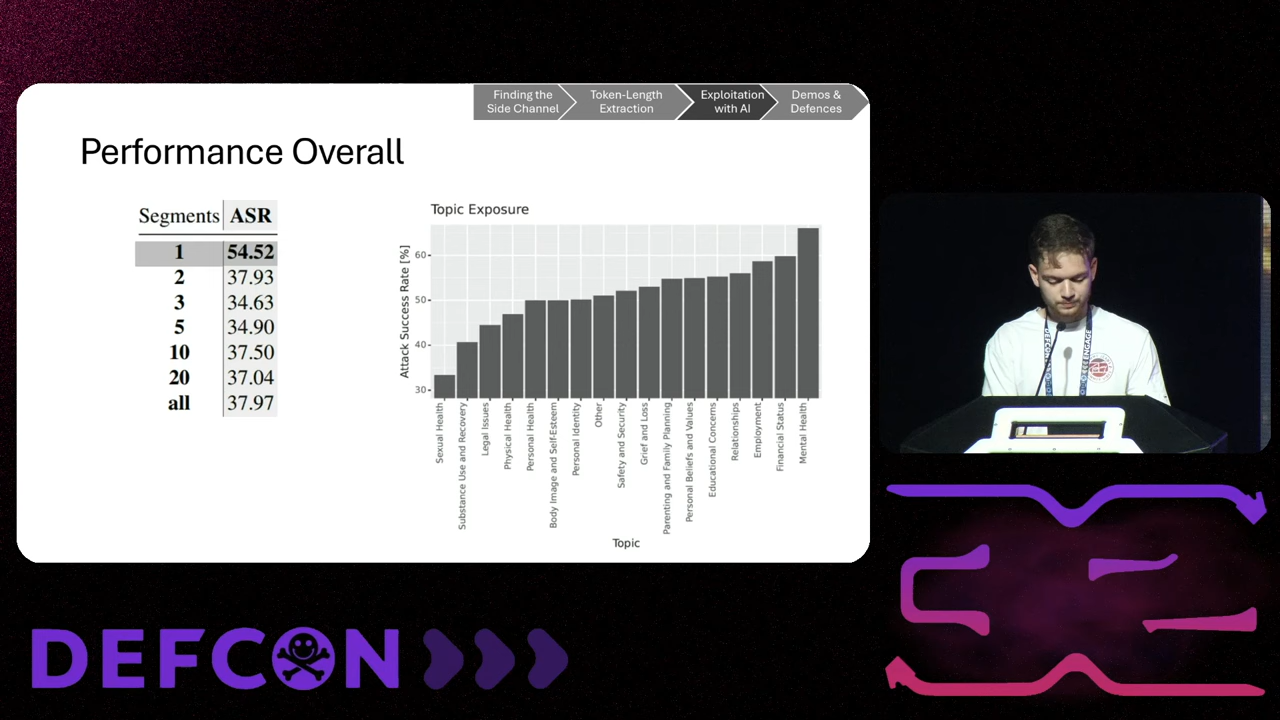 Finding the
Side Channel
Token-Length
Extraction
Exploitation
with AI
Demos &
Defences
Performance Overall
Segments ASR
1 54.52
2 37.93
3 34.63
5 34.90
10 37.50
20 37.04
all 37.97
Topic Exposure
Attack Success Rate [%]
60
50
40
30
Sexual Health
Substance Use and Recovery
Legal Issues
Physical Health
Personal Health
Body Image and Self-Esteem
Personal Identity
Other
Safety and Security
Grief and Loss
Parenting and Family Planning
Personal Beliefs and Values
Educational Concerns
Relationships
Employment
Financial Status
Mental Health
Topic
DEFCON